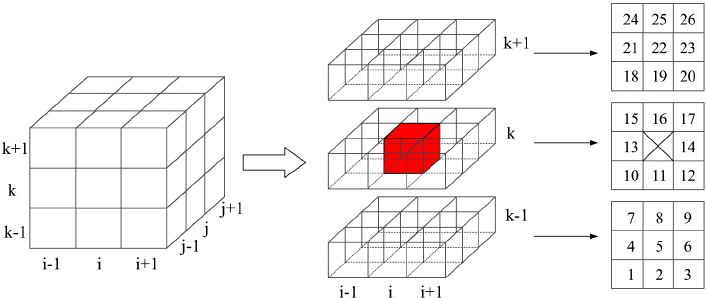 k+1
k
k-1
i-1 i i+1
j-1
j
j+1
k+1
k
k-1
i-1 i i+1
24 25 26
21 22 23
18 19 20
15 16 17
13 14
10 11 12
7 8 9
4 5 6
1 2 3